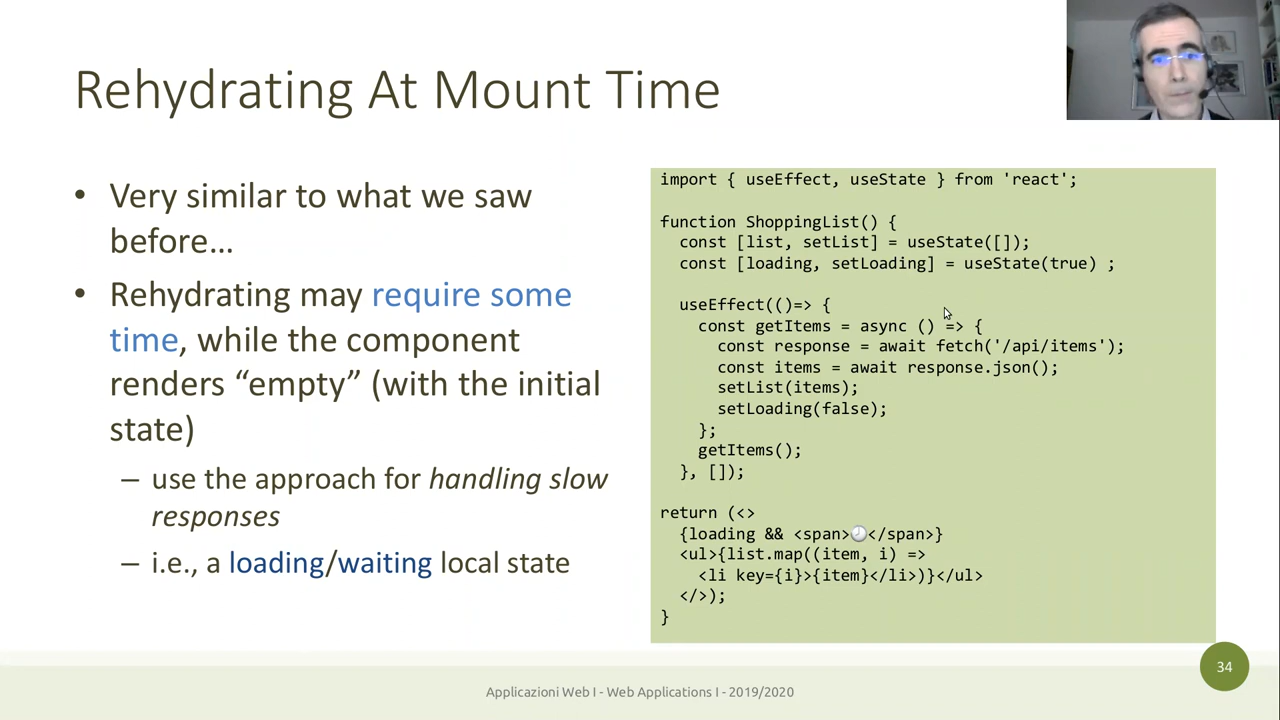 Rehydrating At Mount Time
• Very similar to what we saw
before…
• Rehydrating may require some
time, while the component
renders “empty” (with the initial
state)
– use the approach for handling slow
responses
– i.e., a loading/waiting local state
import { useEffect, useState } from 'react';
function ShoppingList() {
const [list, setList] = useState([]);
const [loading, setLoading] = useState(true) ;
useEffect(()=> {
const getItems = async () => {
const response = await fetch('/api/items');
const items = await response.json();
setList(items);
setLoading(false);
};
getItems();
}, []);
return (<>
{loading && <span>🕘</span>}
<ul>{list.map((item, i) =>
<li key={i}>{item}</li>)}</ul>
</>);
}
34
Applicazioni Web I - Web Applications I - 2019/2020